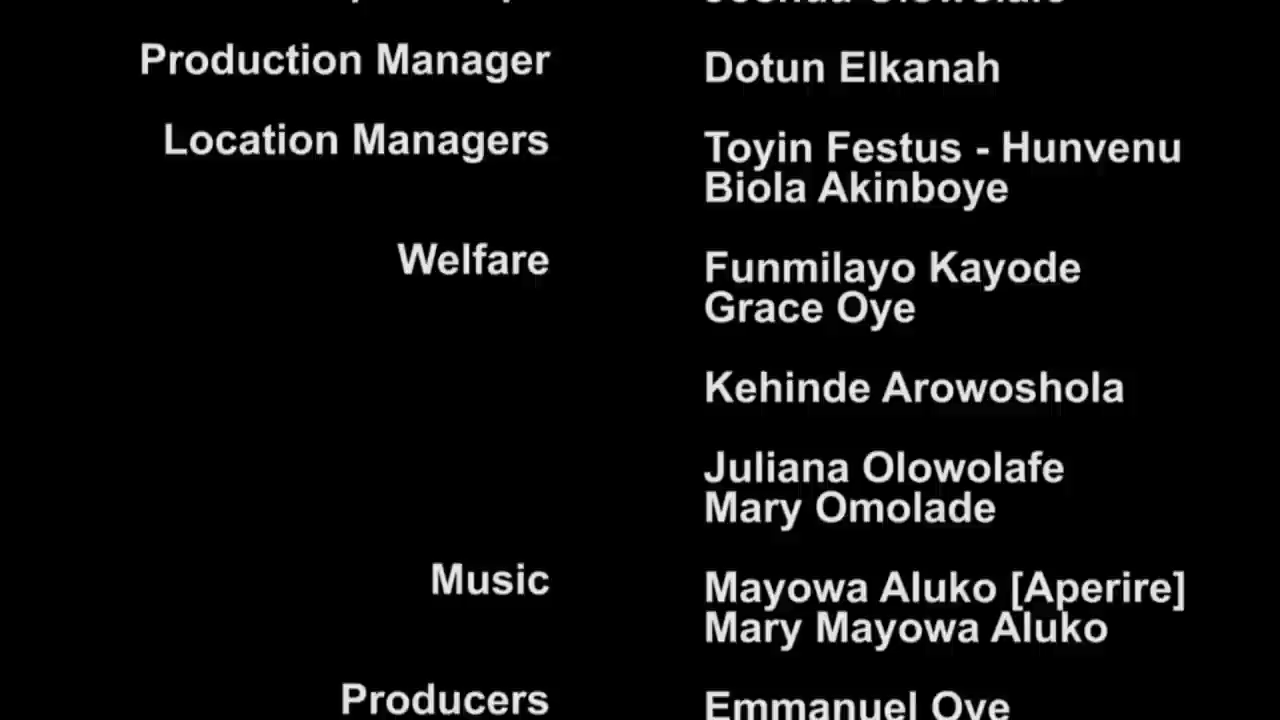 Production Manager Dotun Elkanah
Location Managers Toyin Festus - Hunvenu
Biola Akinboye
Welfare Funmilayo Kayode
Grace Oye
Kehinde Arowoshola
Juliana Olowolafe
Mary Omolade
Music Mayowa Aluko [Aperire]
Mary Mayowa Aluko
Producers Emmanuel Oye